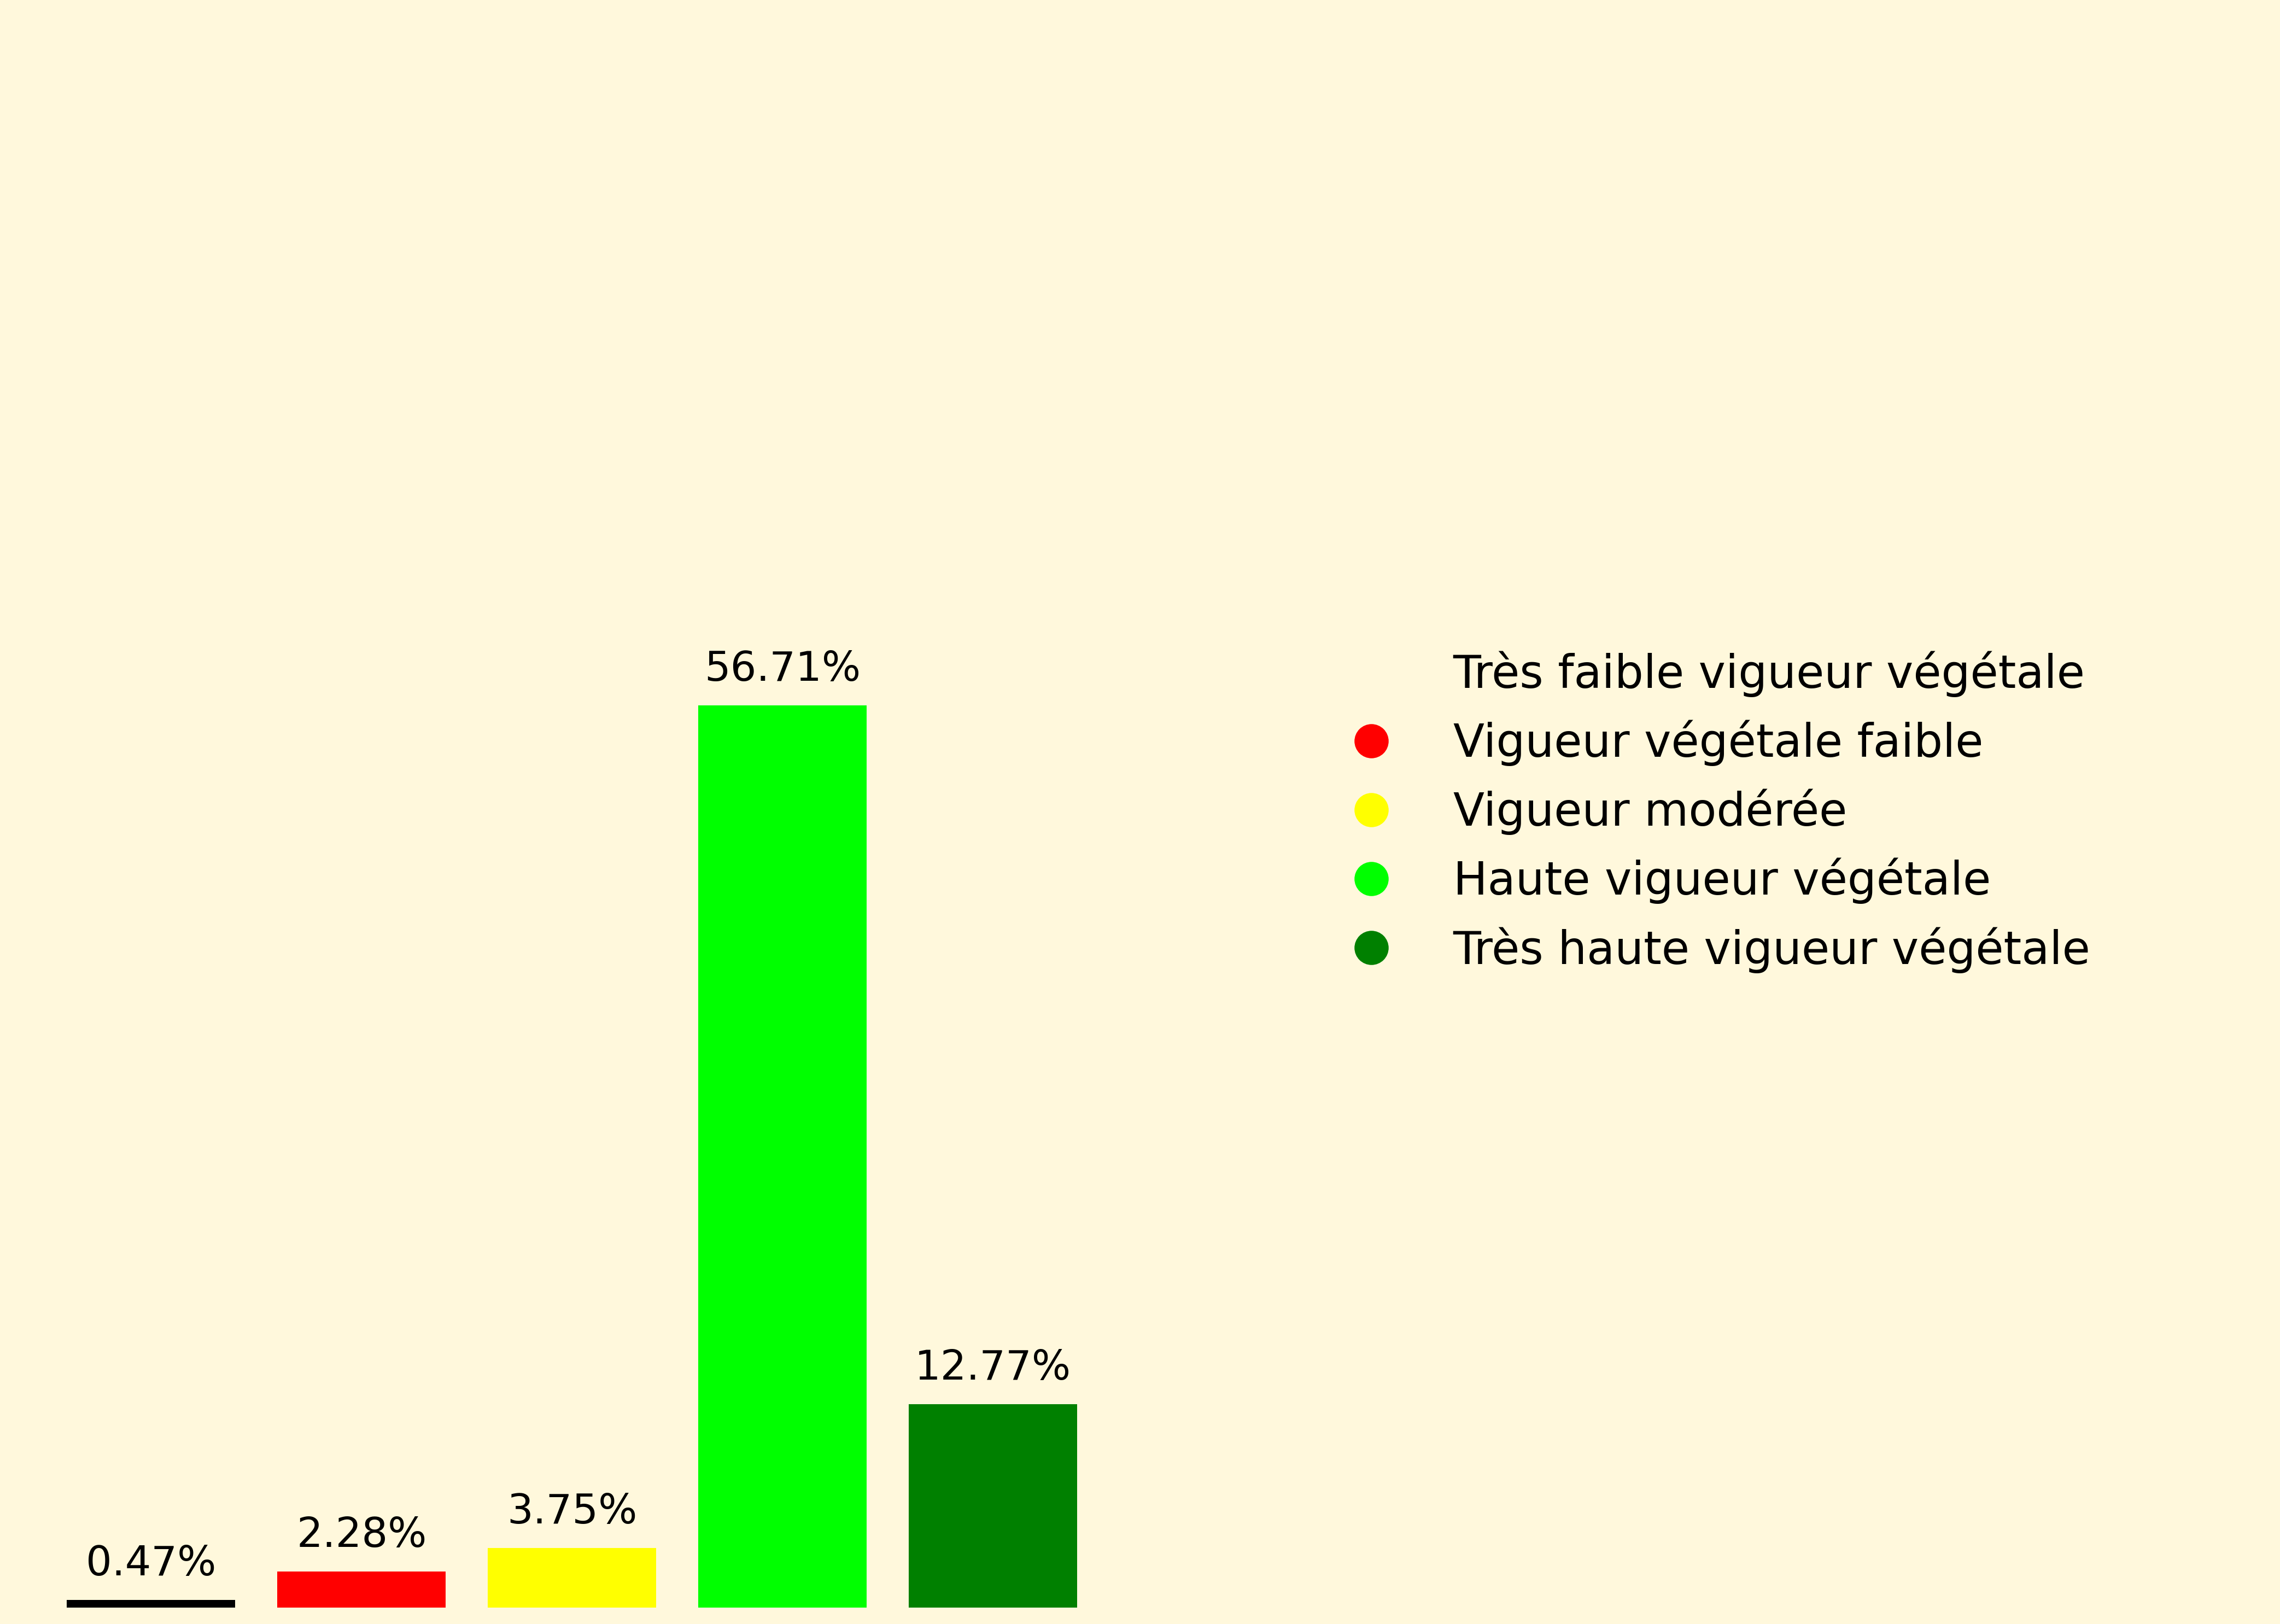 56.71%
12.77%
3.75%
2.28%
0.47%
Très faible vigueur végétale
Vigueur végétale faible
Vigueur modérée
Haute vigueur végétale
Très haute vigueur végétale